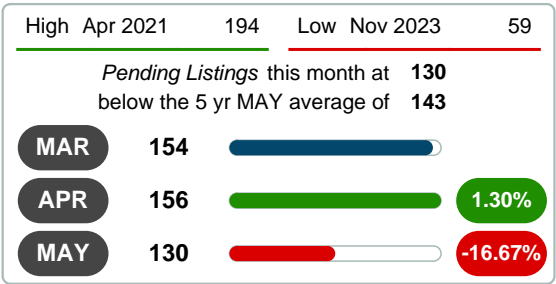 High Apr 2021 194 Low Nov 2023 59
Pending Listings this month at 130
below the 5 yr MAY average of 143
MAR 154
APR 156 1.30%
MAY 130 -16.67%